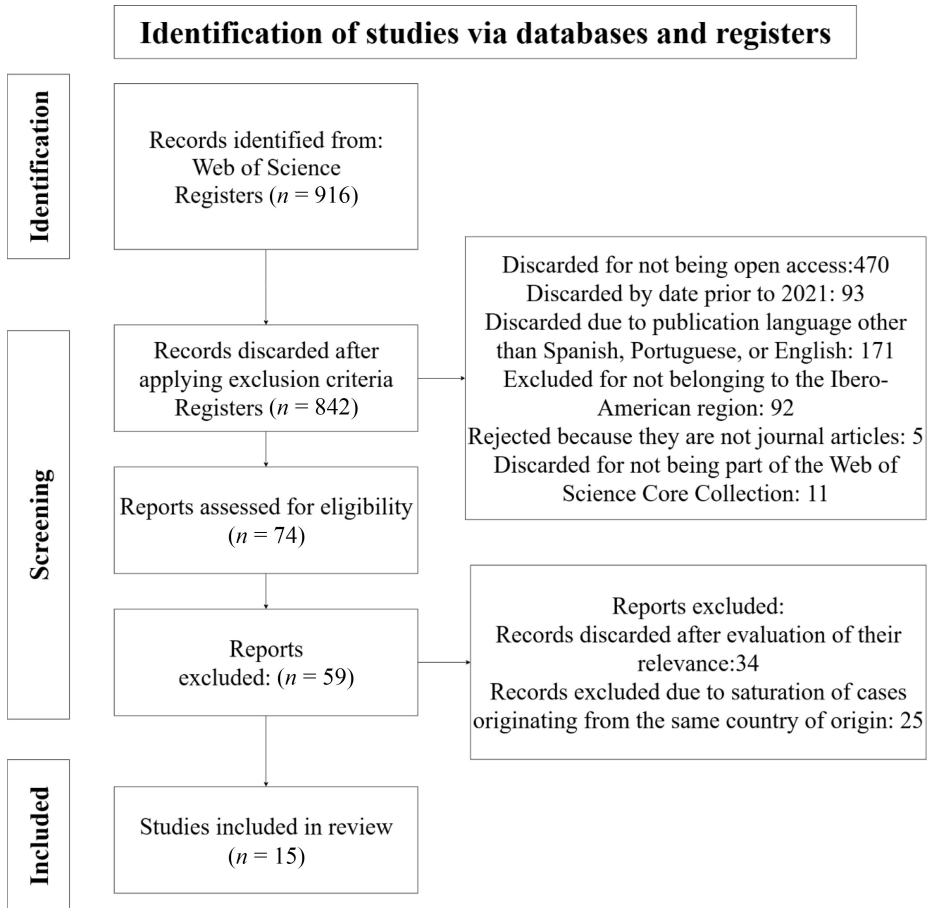 Identification of studies via databases and registers
Identification
Records identified from:
Web of Science
Registers (n = 916)
Screening
Records discarded after
applying exclusion criteria
Registers (n = 842)
Discarded for not being open access:470
Discarded by date prior to 2021: 93
Discarded due to publication language other
than Spanish, Portuguese, or English: 171
Excluded for not belonging to the Ibero-
American region: 92
Rejected because they are not journal articles: 5
Discarded for not being part of the Web of
Science Core Collection: 11
Reports assessed for eligibility
(n = 74)
Reports
excluded: (n = 59)
Reports excluded:
Records discarded after evaluation of their
relevance:34
Records excluded due to saturation of cases
originating from the same country of origin: 25
Included
Studies included in review
(n = 15)